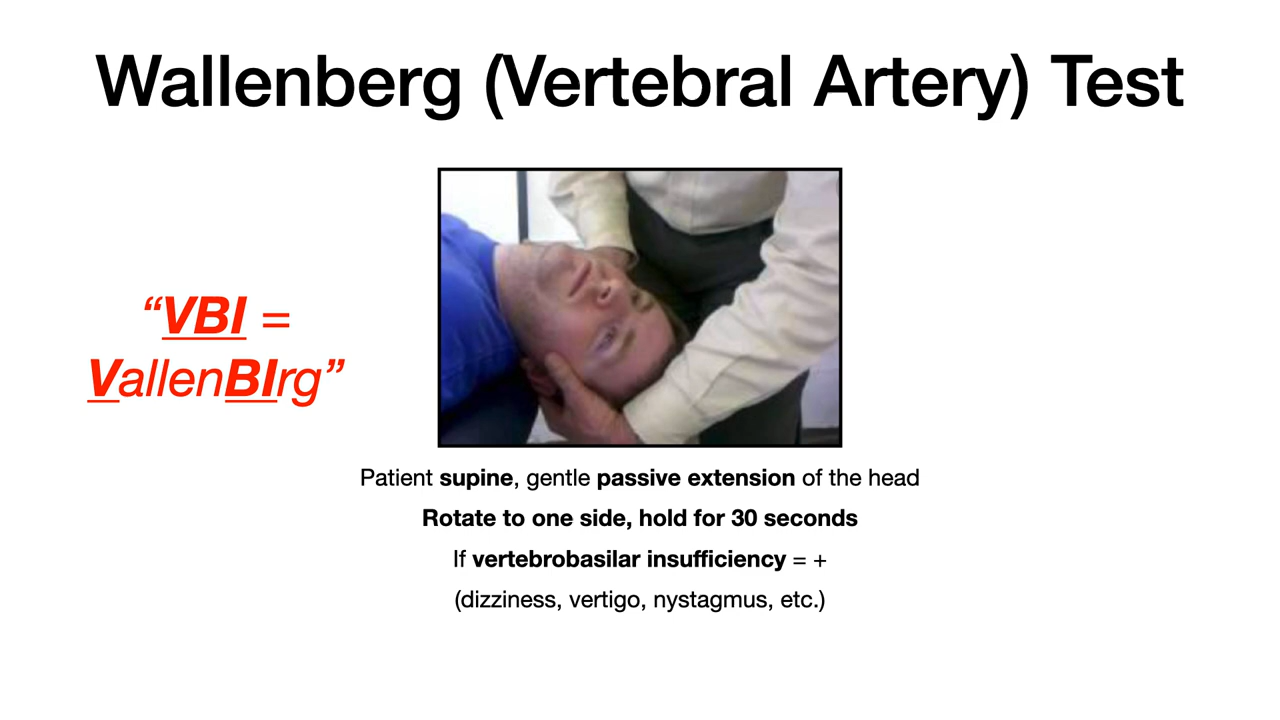 Wallenberg (Vertebral Artery) Test
“VBI =
VallenBIrg”
Patient supine, gentle passive extension of the head
Rotate to one side, hold for 30 seconds
If vertebrobasilar insufficiency = +
(dizziness, vertigo, nystagmus, etc.)